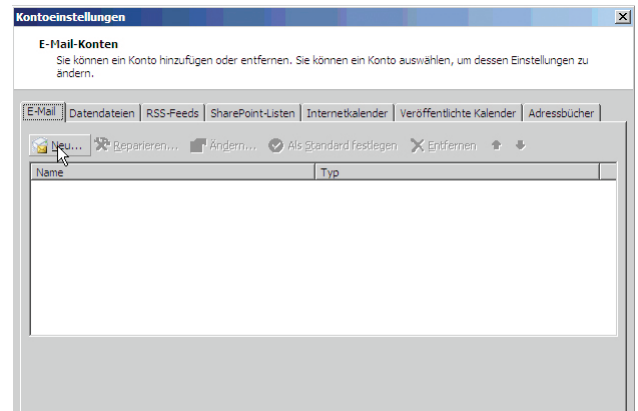 Kontoeinstellungen
E-Mail-Konten
Sie können ein Konto hinzufügen oder entfernen. Sie können ein Konto auswählen, um dessen Einstellungen zu
ändern.
E-Mail Datendateien RSS-Feeds SharePoint-Listen Internetkalender Veröffentlichte Kalender Adressbücher
Neu... Reparieren... Ändern... Als Standard festlegen Entfernen
Name Typ